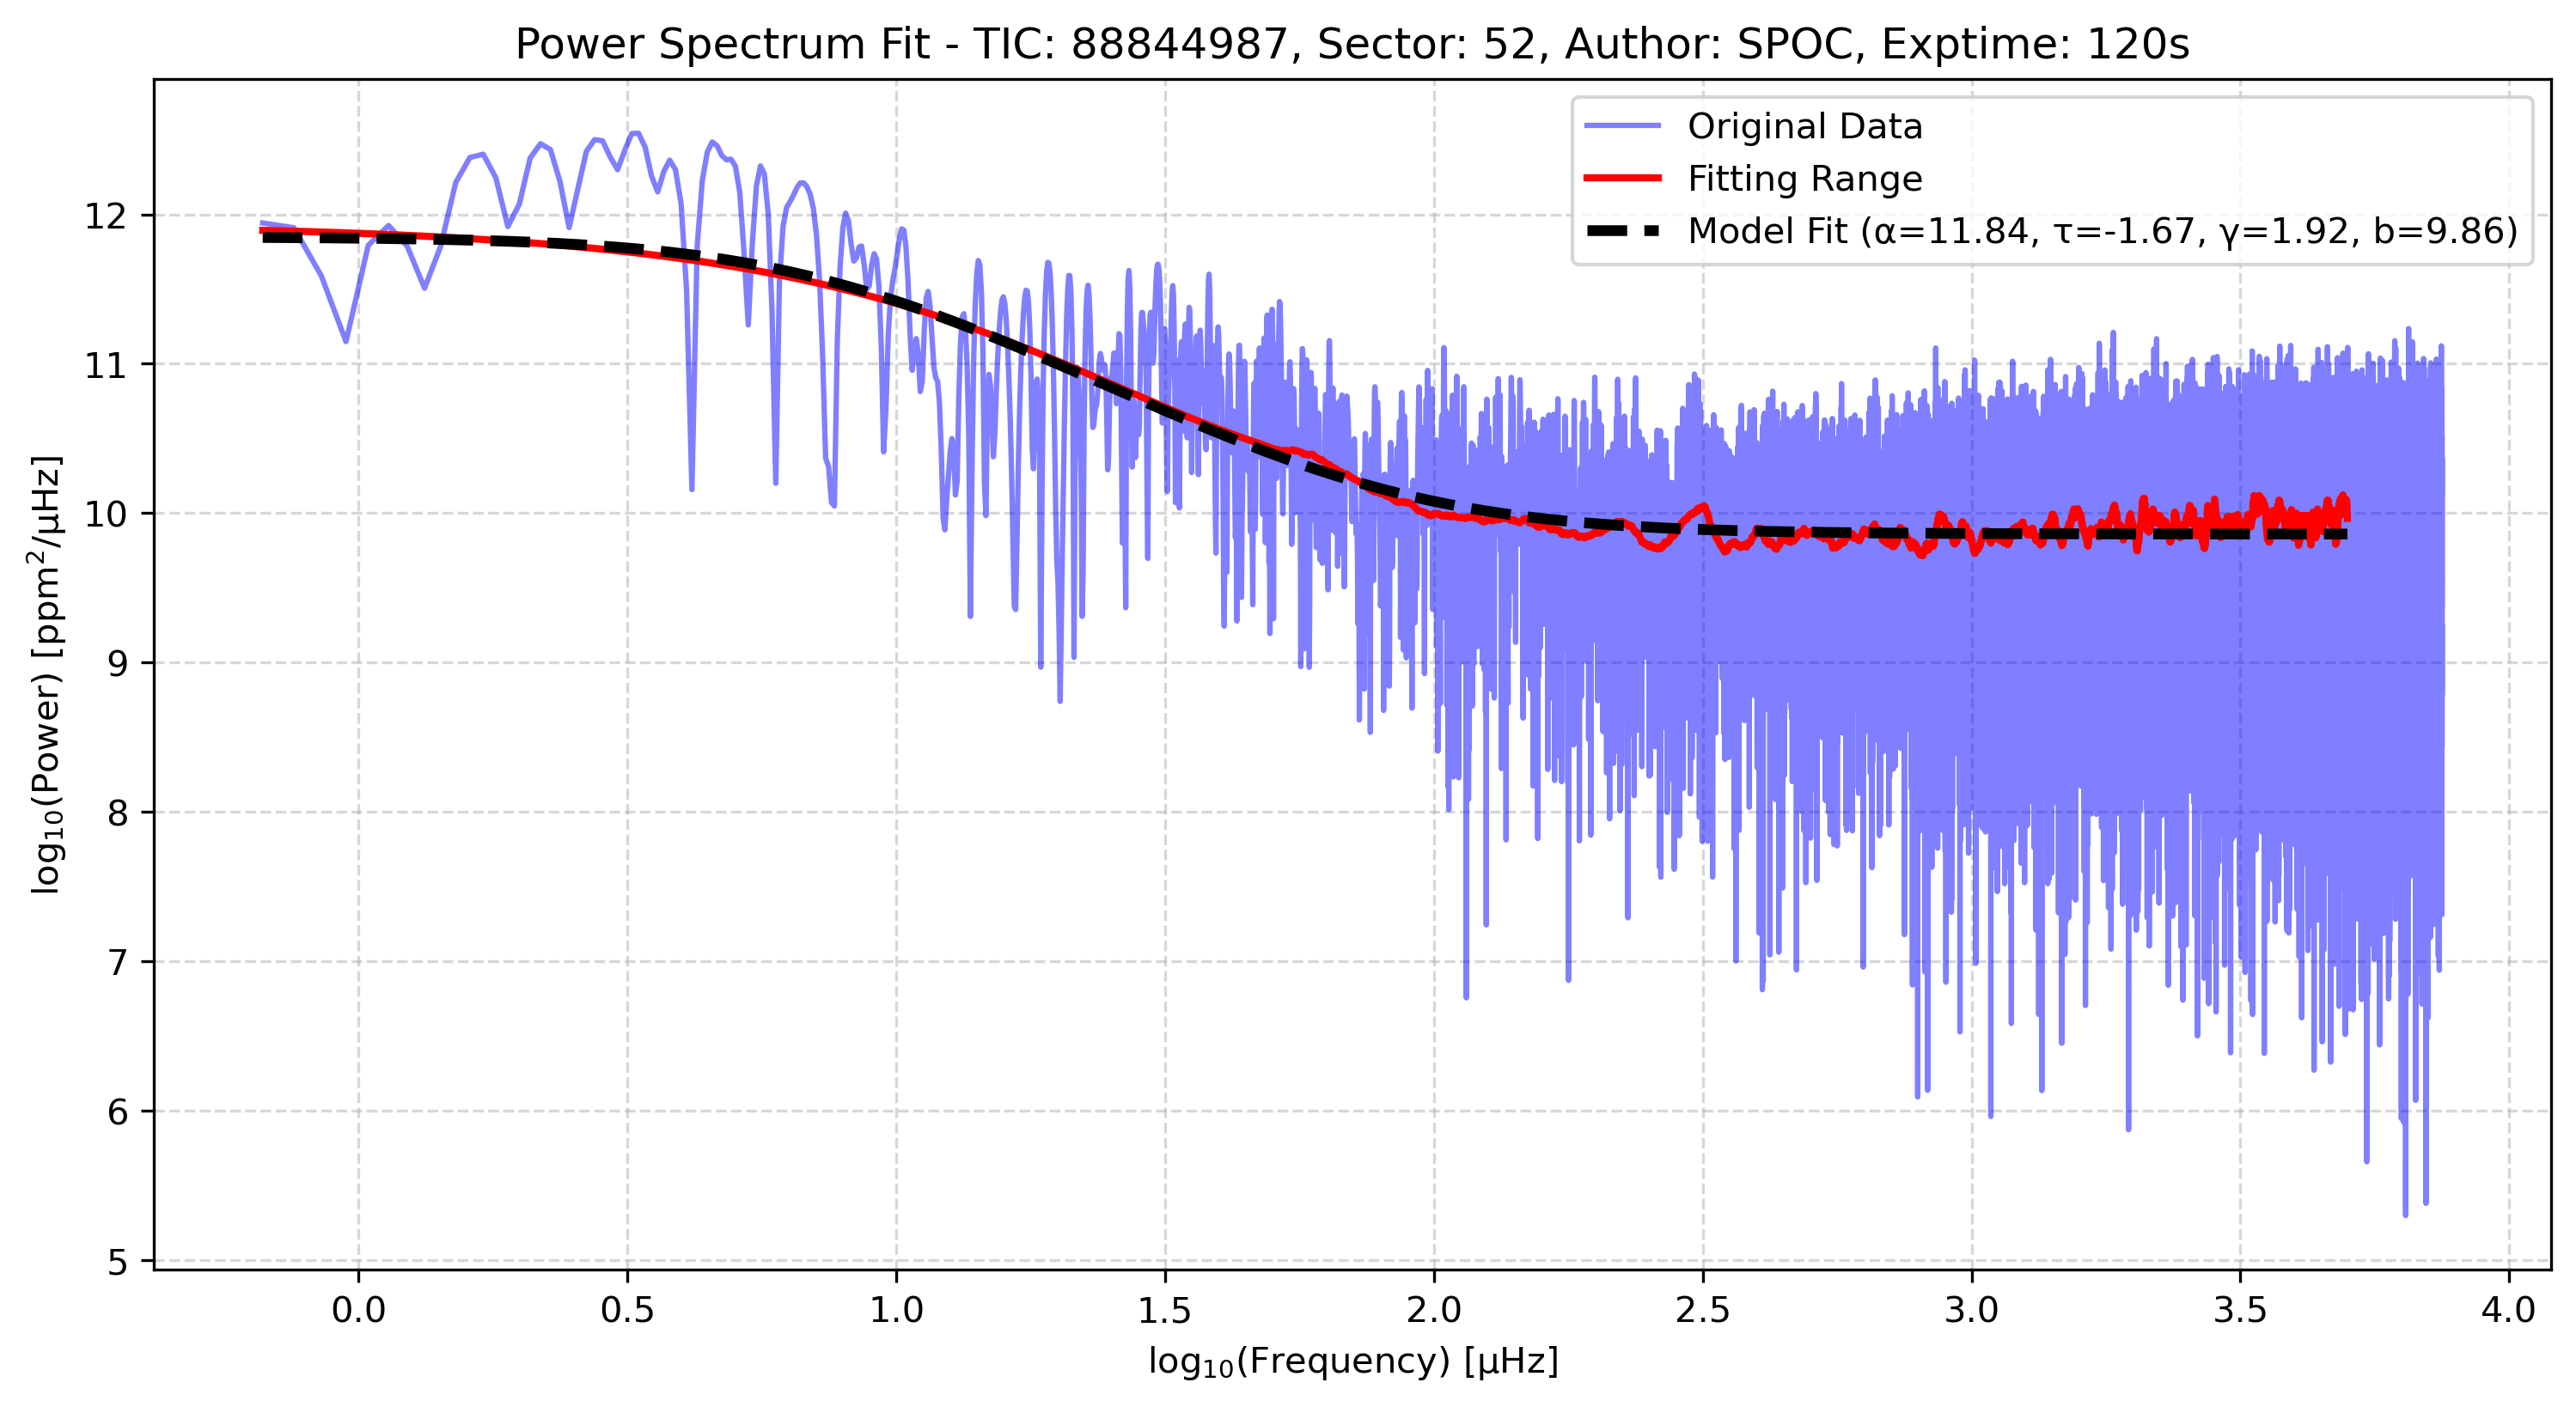 Power Spectrum Fit - TIC: 88844987, Sector: 52, Author: SPOC, Exptime: 120s
Original Data
Fitting Range
Model Fit (α=11.84, τ=-1.67, γ=1.92, b=9.86)
log₁₀(Power) [ppm²/µHz]
12
11
10
9
8
7
6
5
0.0 0.5 1.0 1.5 2.0 2.5 3.0 3.5 4.0
log₁₀(Frequency) [µHz]